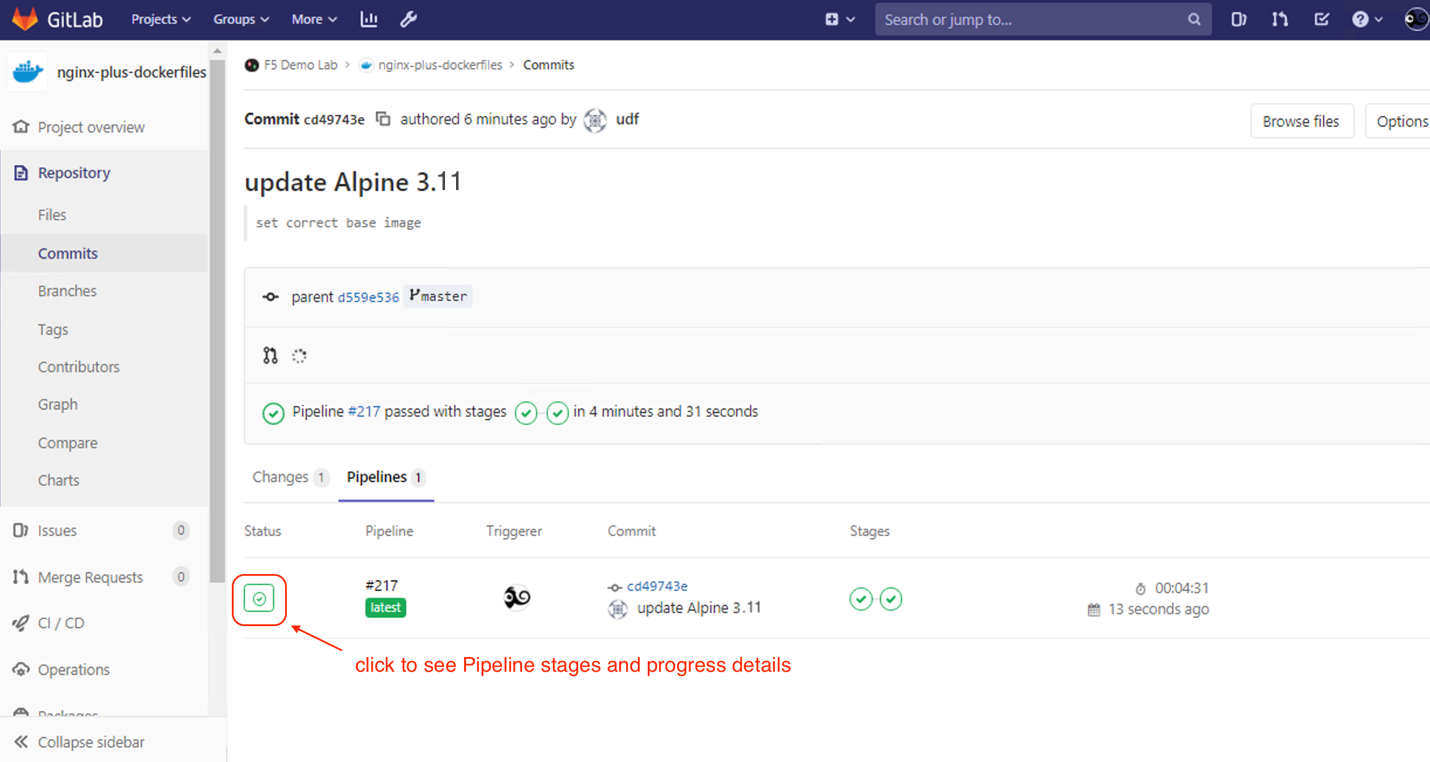 GitLab Projects Groups More Search or jump to...
nginx-plus-dockerfiles
Project overview
Repository
Files
Commits
Branches
Tags
Contributors
Graph
Compare
Charts
Issues 0
Merge Requests 0
CI / CD
Operations
Packages
Collapse sidebar
F5 Demo Lab > nginx-plus-dockerfiles > Commits
Commit cd49743e authored 6 minutes ago by udf
Browse files Options
update Alpine 3.11
set correct base image
parent d559e536 master
Pipeline #217 passed with stages in 4 minutes and 31 seconds
Changes 1 Pipelines 1
Status Pipeline Triggerer Commit Stages
#217 cd49743e 00:04:31
latest update Alpine 3.11 13 seconds ago
click to see Pipeline stages and progress details